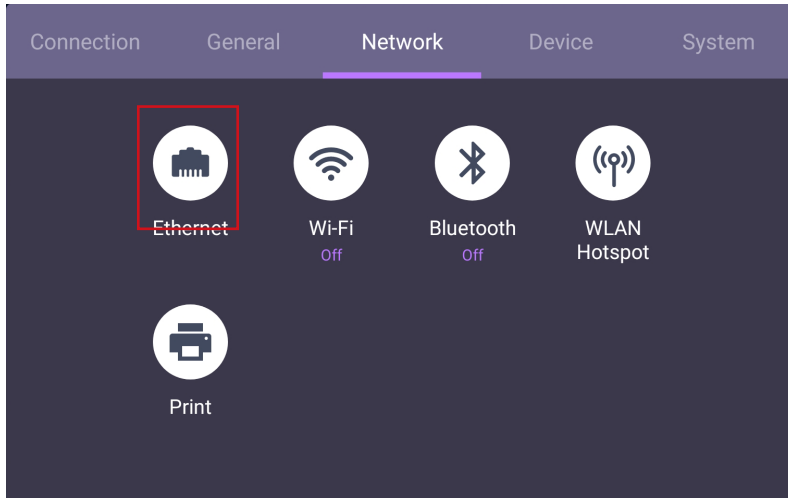 Connection General Network Device System
Ethernet Wi-Fi Bluetooth WLAN
Off Off Hotspot
Print